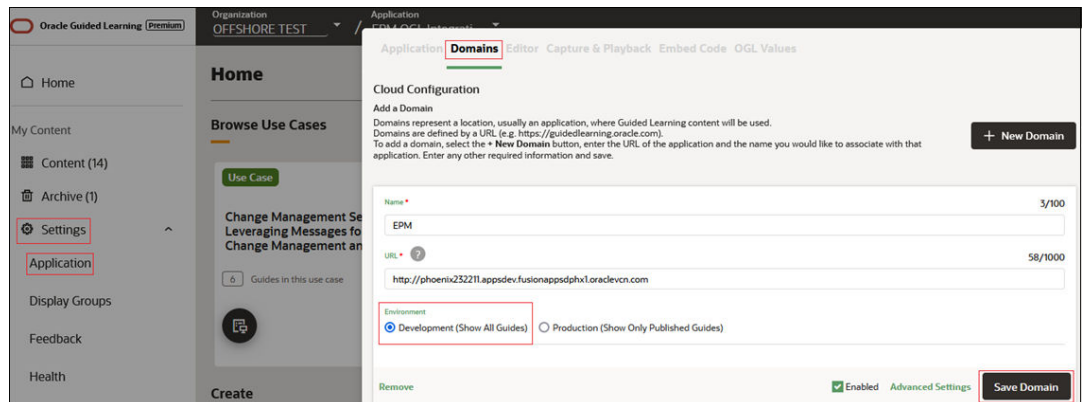 Oracle Guided Learning Premium
Organization
OFFSHORE TEST
/
Application
EPM OGL Integrati
Home
My Content
Content (14)
Archive (1)
Settings
Application
Display Groups
Feedback
Health
Home
Browse Use Cases
Use Case
Change Management Se
Leveraging Messages fo
Change Management an
6 Guides in this use case
Create
Application Domains Editor Capture & Playback Embed Code OGL Values
Cloud Configuration
Add a Domain
Domains represent a location, usually an application, where Guided Learning content will be used.
Domains are defined by a URL (e.g. https://guidedlearning.oracle.com).
To add a domain, select the + New Domain button, enter the URL of the application and the name you would like to associate with that
application. Enter any other required information and save.
+ New Domain
Name * 3/100
EPM
URL * ? 58/1000
http://phoenix232211.appsdev.fusionappsdphx1.oraclevcn.com
Environment
Development (Show All Guides) Production (Show Only Published Guides)
Remove Enabled Advanced Settings Save Domain